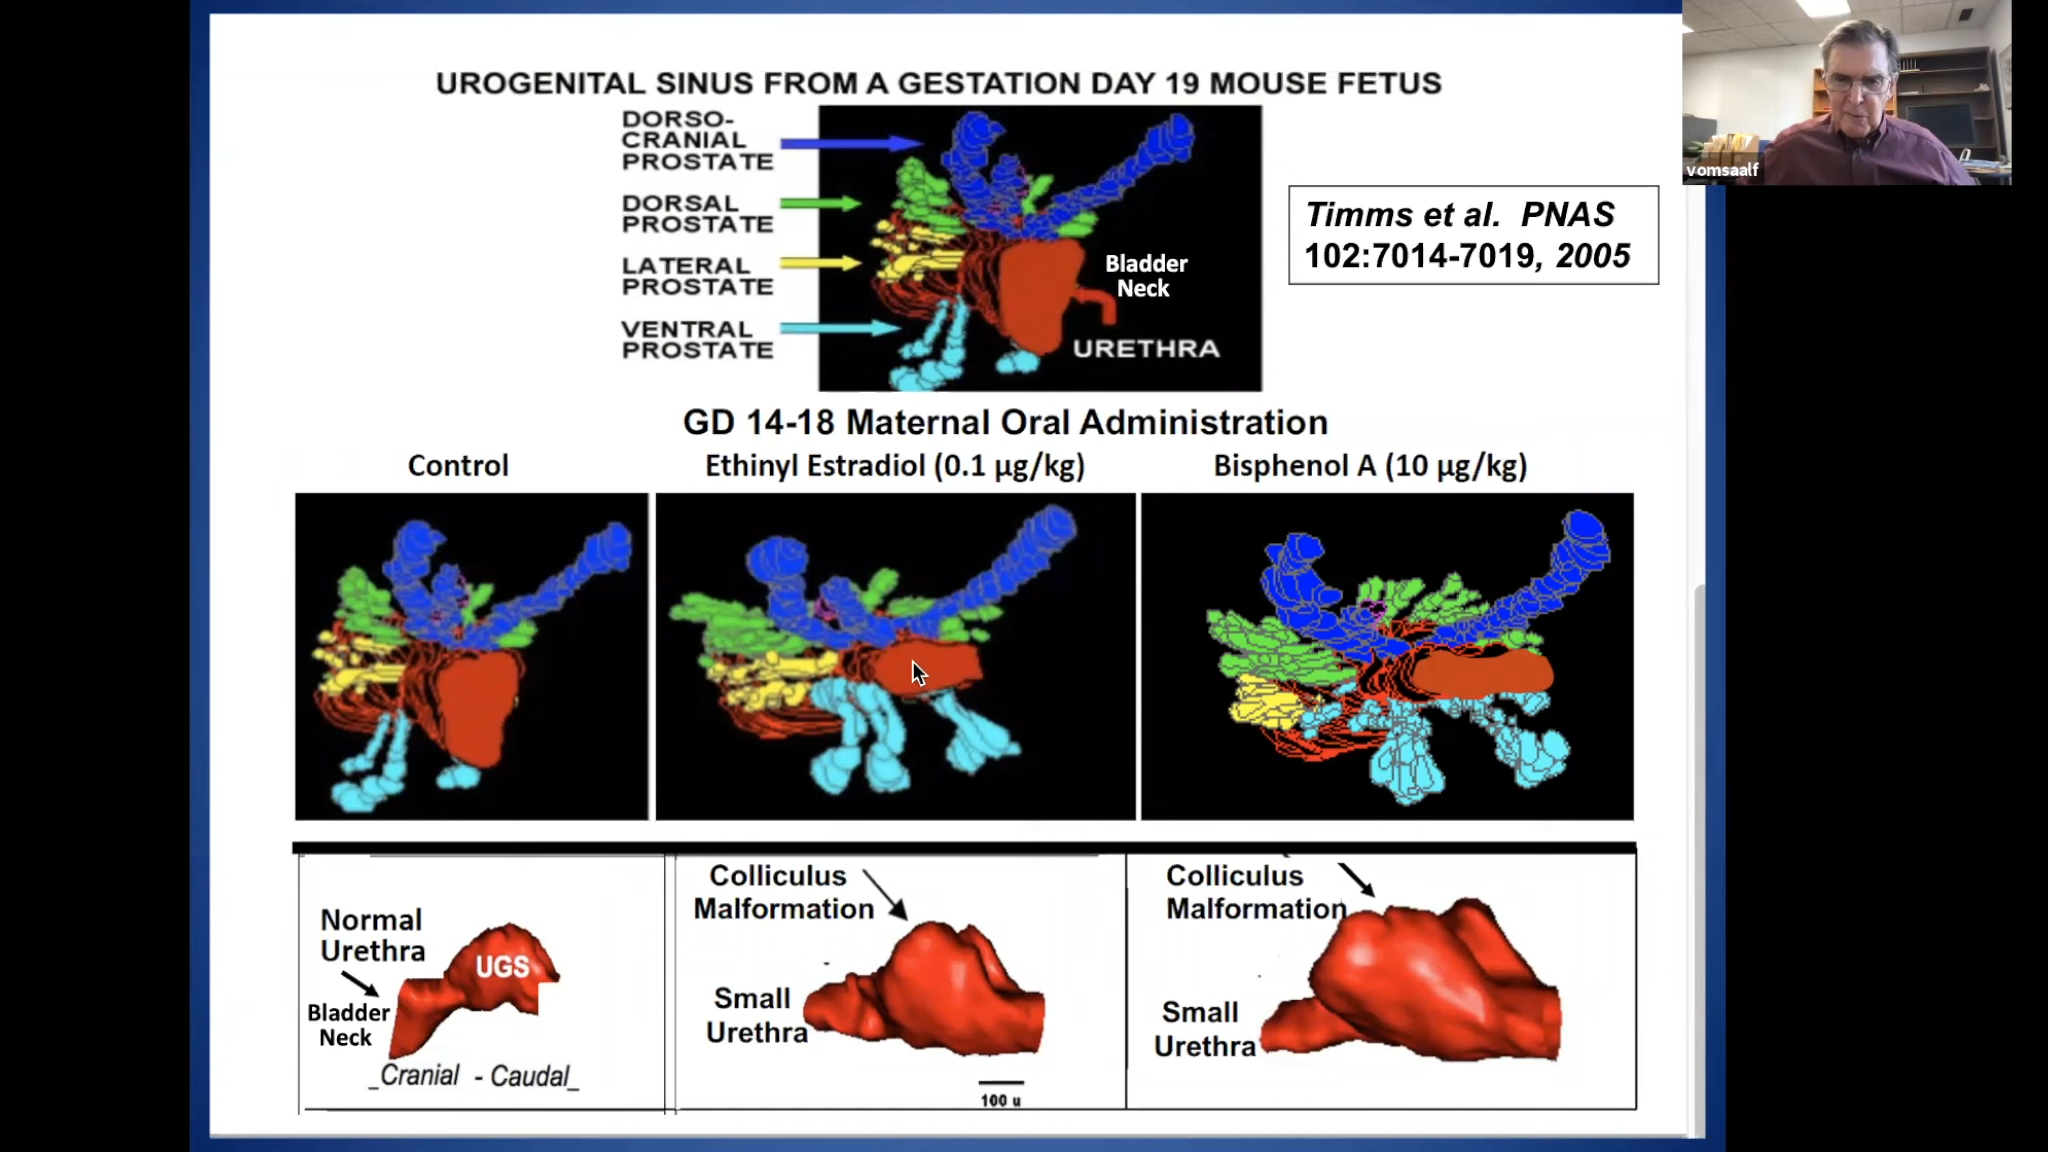 UROGENITAL SINUS FROM A GESTATION DAY 19 MOUSE FETUS
DORSO-
CRANIAL
PROSTATE
DORSAL
PROSTATE
LATERAL
PROSTATE
VENTRAL
PROSTATE
Bladder
Neck
URETHRA
Timms et al. PNAS
102:7014-7019, 2005
vomsaalf
GD 14-18 Maternal Oral Administration
Control
Ethinyl Estradiol (0.1 µg/kg)
Bisphenol A (10 µg/kg)
Normal
Urethra
UGS
Bladder
Neck
_Cranial - Caudal_
Colliculus
Malformation
Small
Urethra
100 u
Colliculus
Malformation
Small
Urethra